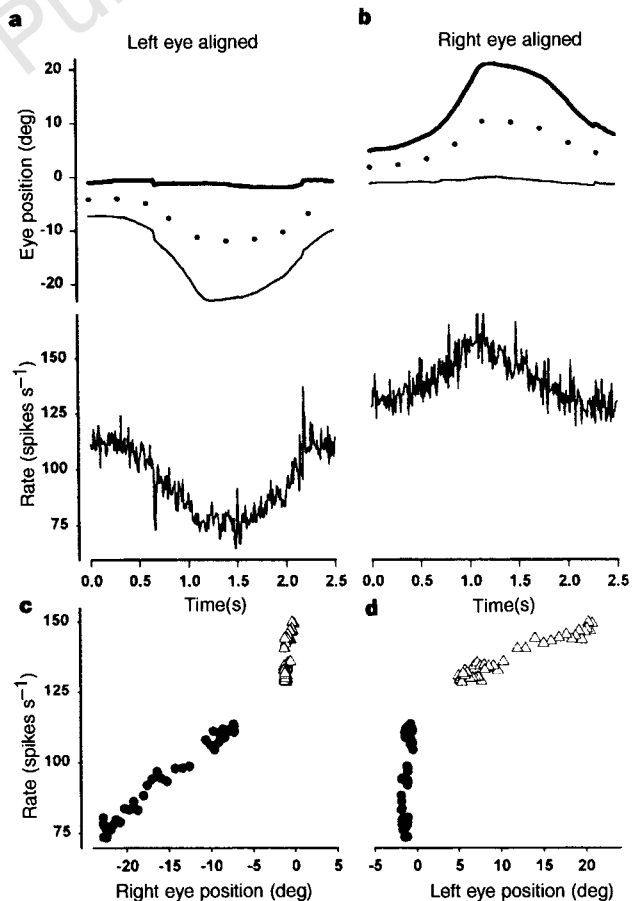 a
Left eye aligned
b
Right eye aligned
Eye position (deg)
20
10
0
-10
-20
Rate (spikes s⁻¹)
150
125
100
75
0.0 0.5 1.0 1.5 2.0 2.5
0.0 0.5 1.0 1.5 2.0 2.5
Time(s)
Time(s)
c
d
Rate (spikes s⁻¹)
150
125
100
75
-20 -15 -10 -5 0 5
-5 0 5 10 15 20
Right eye position (deg)
Left eye position (deg)